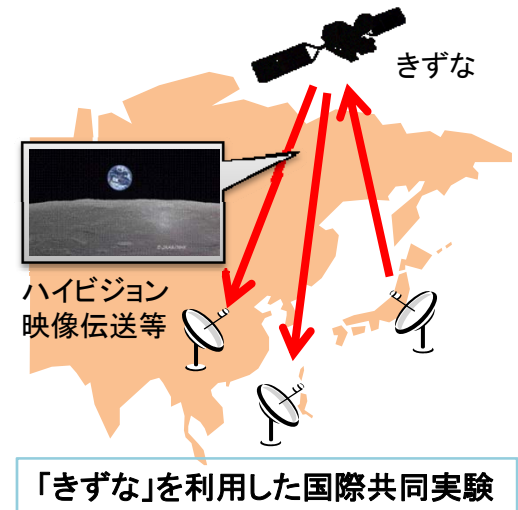 きずな
ハイビジョン
映像伝送等
「きずな」を利用した国際共同実験